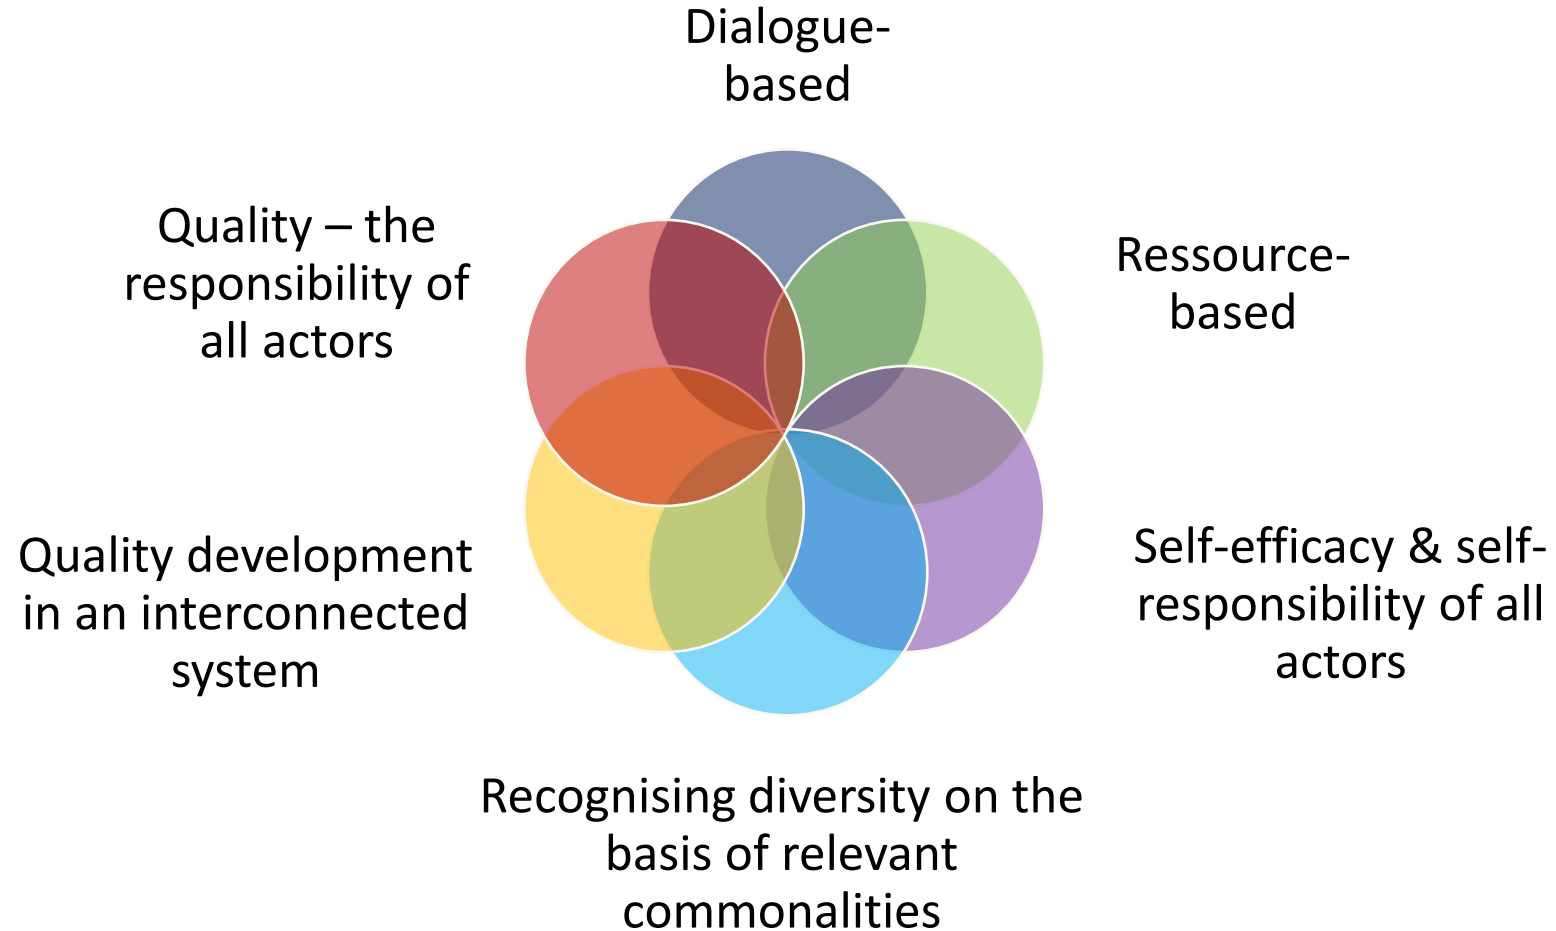 Dialogue-
based
Ressource-
based
Self-efficacy & self-
responsibility of all
actors
Recognising diversity on the
basis of relevant
commonalities
Quality development
in an interconnected
system
Quality – the
responsibility of
all actors